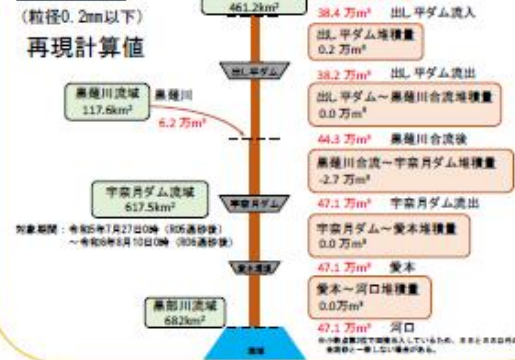 (粒径0.2mm以下)
再現計算値
461.2km²
38.4 万m³ 出し平ダム流入
出し平ダム堆積量
0.2 万m³
出し平ダム
38.2 万m³ 出し平ダム流出
出し平ダム~黒薙川合流堆積量
0.0 万m³
黒薙川流域
117.6km²
黒薙川
6.2 万m³
44.3 万m³ 黒薙川合流後
黒薙川合流~宇奈月ダム堆積量
-2.7 万m³
宇奈月ダム流域
617.5km²
宇奈月ダム
47.1 万m³ 宇奈月ダム流出
対象期間:令和5年7月27日0時(R05通砂後)
~令和6年8月10日0時(R06通砂後)
宇奈月ダム~愛本堆積量
0.0 万m³
愛本堰堤
47.1 万m³ 愛本
愛本~河口堆積量
0.0万m³
黒部川流域
682km²
47.1 万m³ 河口